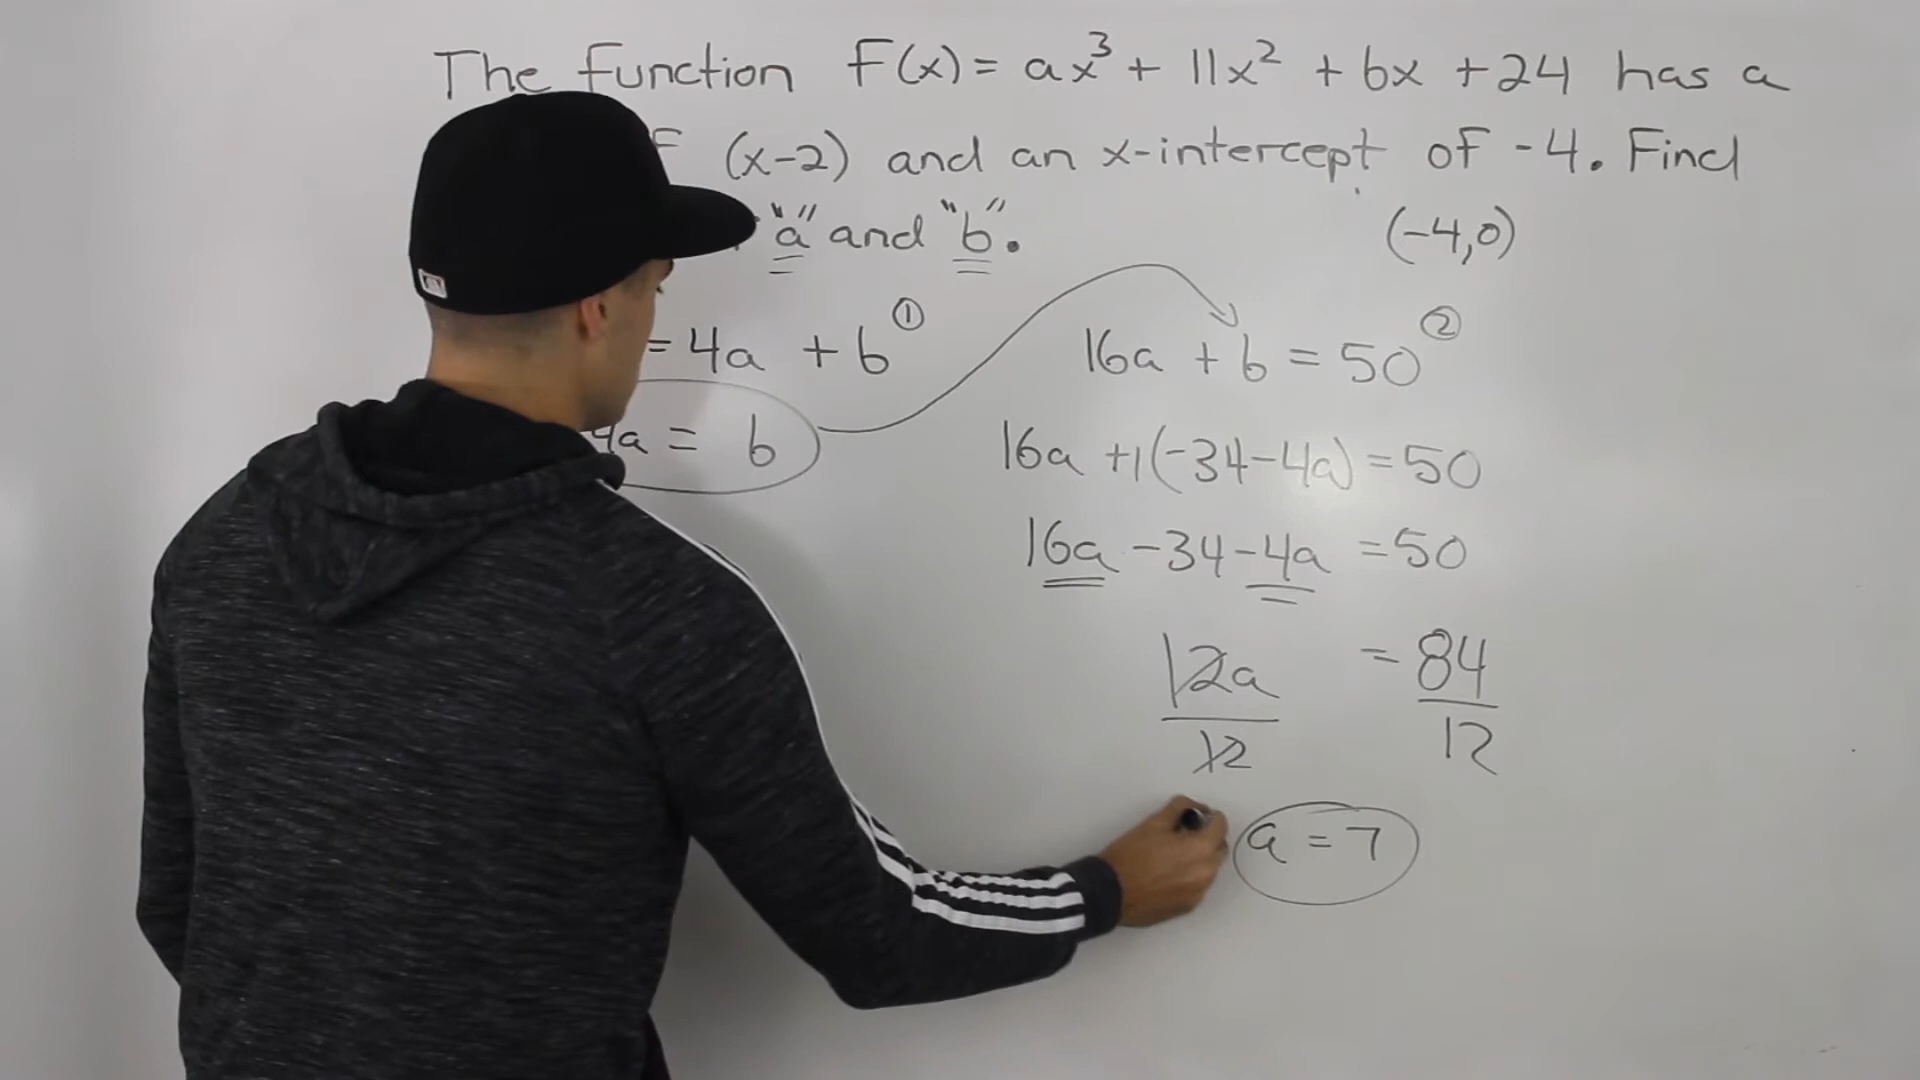 The function F(x) = ax³ + 11x² + bx + 24 has a
F (x-2) and an x-intercept of -4. Find
"a" and "b".
(-4,0)
= 4a + b ①
16a + b = 50 ②
4a = b
16a +1(-34-4a) = 50
16a -34 -4a = 50
12a = 84
12 12
a = 7